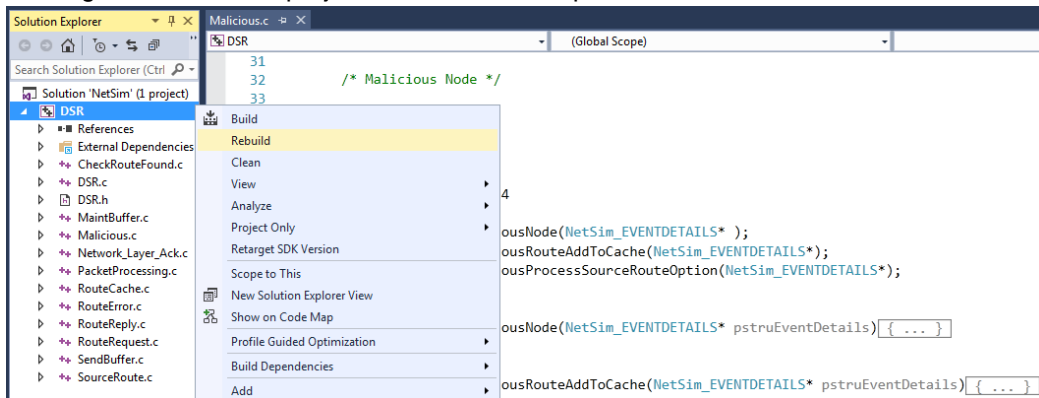 Solution Explorer
Search Solution Explorer (Ctrl
Solution 'NetSim' (1 project)
DSR
References
External Dependencies
CheckRouteFound.c
DSR.c
DSR.h
MaintBuffer.c
Malicious.c
Network_Layer_Ack.c
PacketProcessing.c
RouteCache.c
RouteError.c
RouteReply.c
RouteRequest.c
SendBuffer.c
SourceRoute.c
Build
Rebuild
Clean
View
Analyze
Project Only
Retarget SDK Version
Scope to This
New Solution Explorer View
Show on Code Map
Profile Guided Optimization
Build Dependencies
Add
Malicious.c
DSR (Global Scope)
31
32 /* Malicious Node */
33
4
ousNode(NetSim_EVENTDETAILS* );
ousRouteAddToCache(NetSim_EVENTDETAILS*);
ousProcessSourceRouteOption(NetSim_EVENTDETAILS*);
ousNode(NetSim_EVENTDETAILS* pstruEventDetails){ ... }
ousRouteAddToCache(NetSim_EVENTDETAILS* pstruEventDetails){ ... }